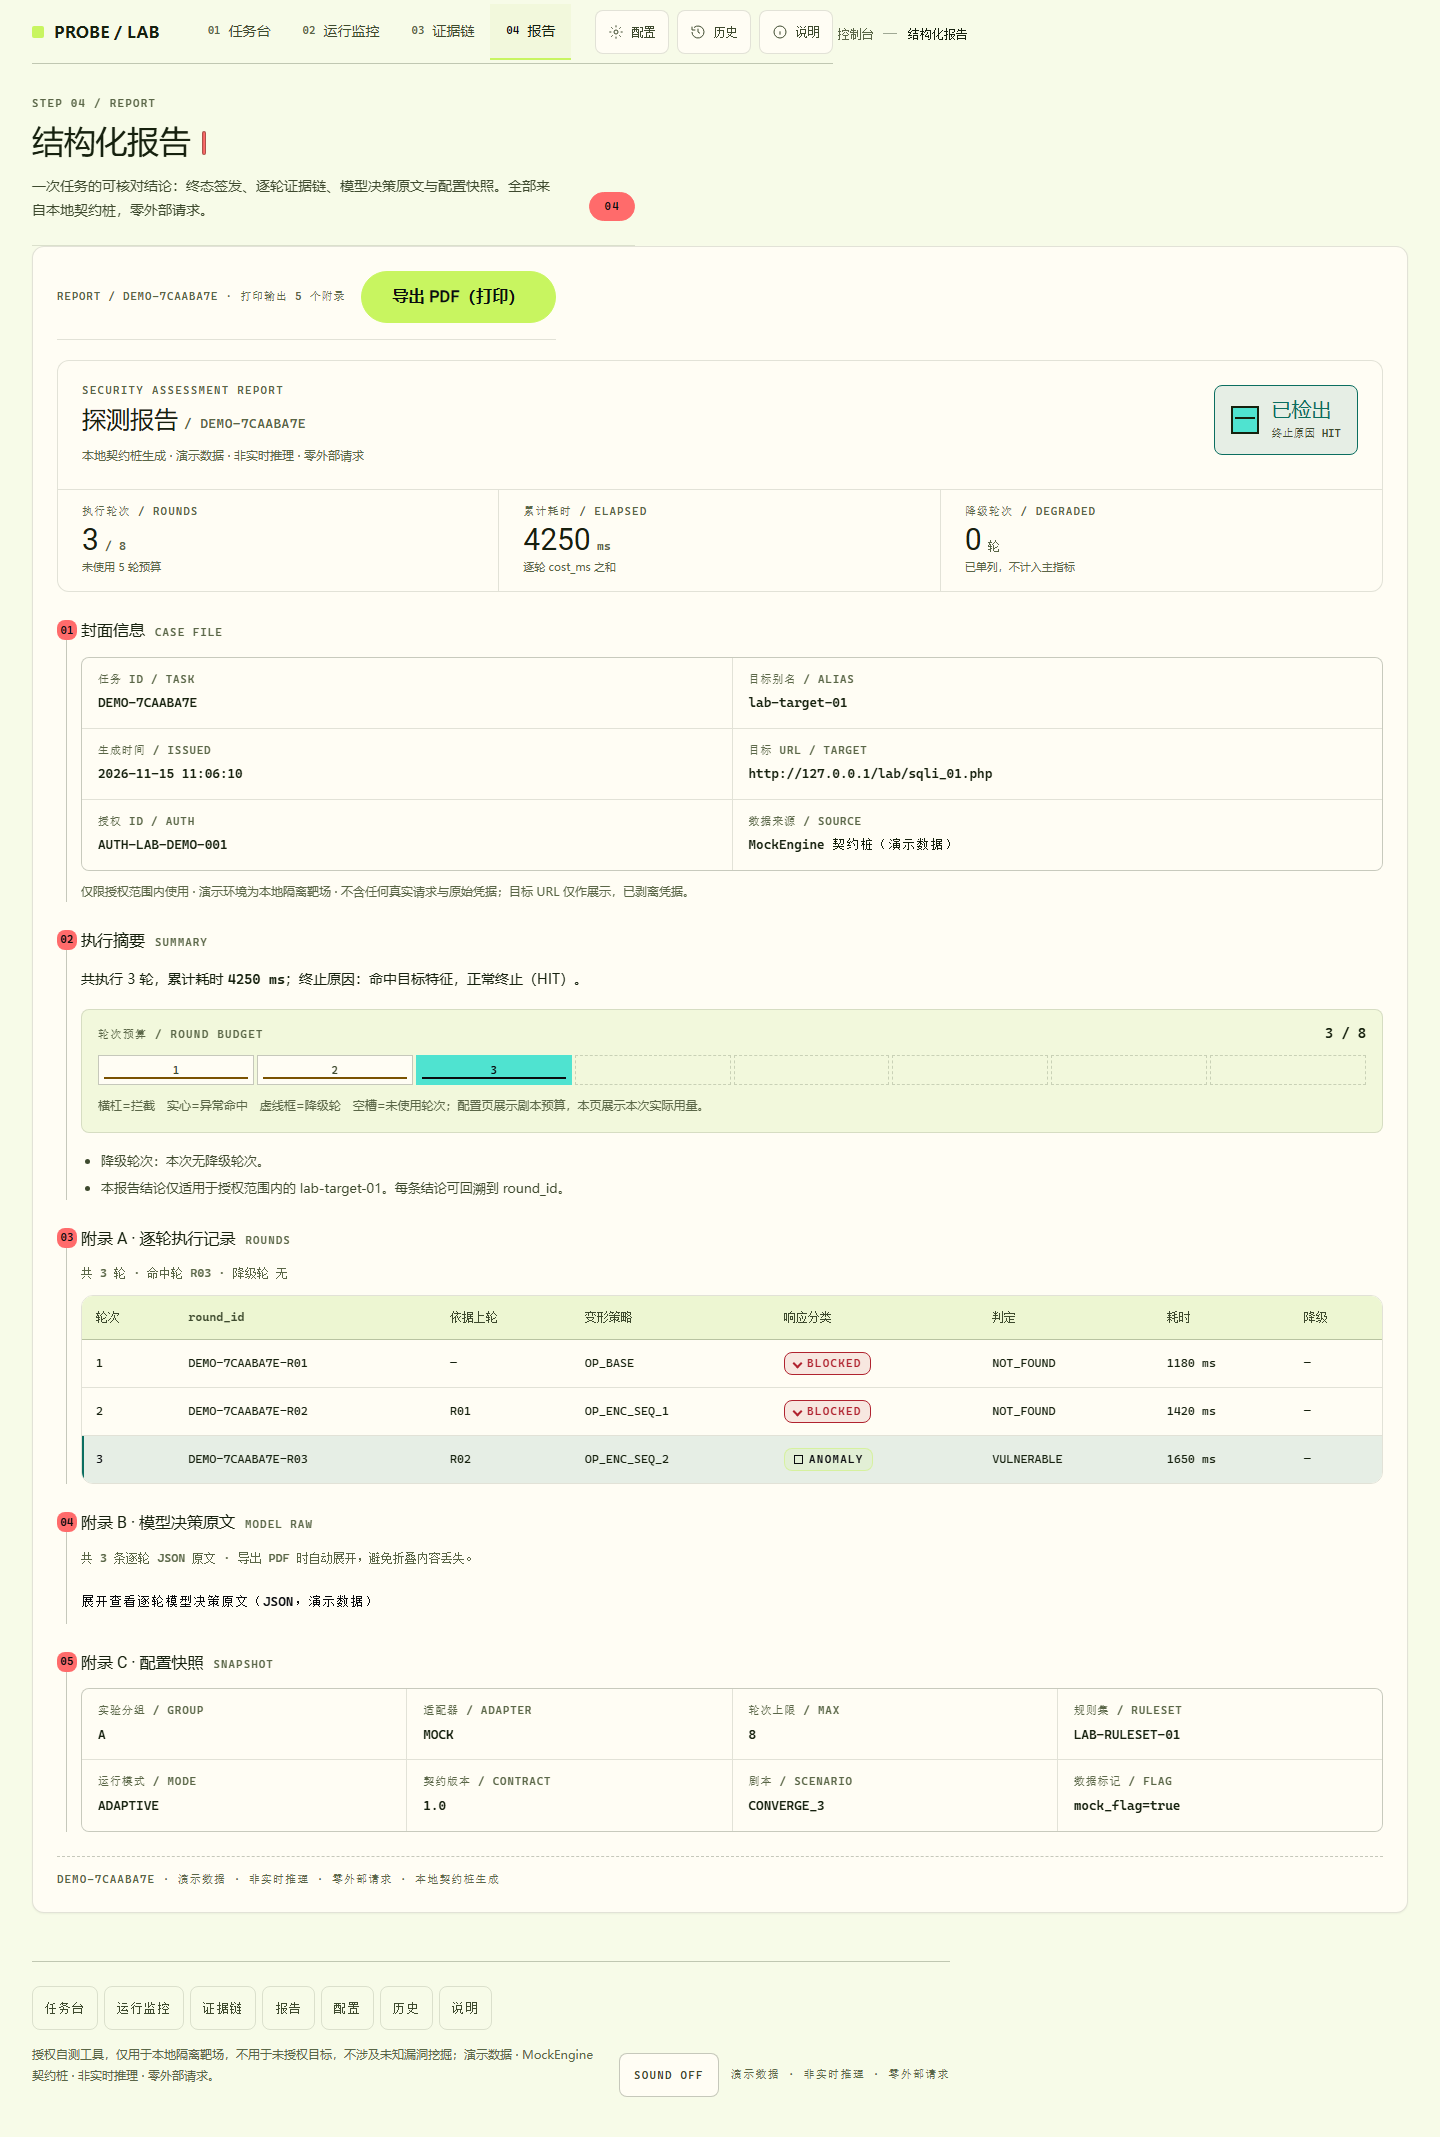 PROBE / LAB
01 任务台
02 运行监控
03 证据链
04 报告
配置
历史
说明
控制台 — 结构化报告
STEP 04 / REPORT
结构化报告
一次任务的可核对结论：终态签发、逐轮证据链、模型决策原文与配置快照。全部来
自本地契约桩，零外部请求。
04
REPORT / DEMO-7CAABA7E · 打印输出 5 个附录
导出 PDF（打印）
SECURITY ASSESSMENT REPORT
探测报告 / DEMO-7CAABA7E
本地契约桩生成 · 演示数据 · 非实时推理 · 零外部请求
已检出
终止原因 HIT
执行轮次 / ROUNDS
3 / 8
未使用 5 轮预算
累计耗时 / ELAPSED
4250 ms
逐轮 cost_ms 之和
降级轮次 / DEGRADED
0 轮
已单列，不计入主指标
01 封面信息 CASE FILE
任务 ID / TASK
DEMO-7CAABA7E
目标别名 / ALIAS
lab-target-01
生成时间 / ISSUED
2026-11-15 11:06:10
目标 URL / TARGET
http://127.0.0.1/lab/sqli_01.php
授权 ID / AUTH
AUTH-LAB-DEMO-001
数据来源 / SOURCE
MockEngine 契约桩（演示数据）
仅限授权范围内使用 · 演示环境为本地隔离靶场 · 不含任何真实请求与原始凭据；目标 URL 仅作展示，已剥离凭据。
02 执行摘要 SUMMARY
共执行 3 轮，累计耗时 4250 ms；终止原因：命中目标特征，正常终止（HIT）。
轮次预算 / ROUND BUDGET
3 / 8
1 2 3
横杠=拦截 实心=异常命中 虚线框=降级轮 空槽=未使用轮次；配置页展示剧本预算，本页展示本次实际用量。
• 降级轮次：本次无降级轮次。
• 本报告结论仅适用于授权范围内的 lab-target-01。每条结论可回溯到 round_id。
03 附录 A · 逐轮执行记录 ROUNDS
共 3 轮 · 命中轮 R03 · 降级轮 无
轮次 round_id 依据上轮 变形策略 响应分类 判定 耗时 降级
1 DEMO-7CAABA7E-R01 — OP_BASE BLOCKED NOT_FOUND 1180 ms —
2 DEMO-7CAABA7E-R02 R01 OP_ENC_SEQ_1 BLOCKED NOT_FOUND 1420 ms —
3 DEMO-7CAABA7E-R03 R02 OP_ENC_SEQ_2 ANOMALY VULNERABLE 1650 ms —
04 附录 B · 模型决策原文 MODEL RAW
共 3 条逐轮 JSON 原文 · 导出 PDF 时自动展开，避免折叠内容丢失。
展开查看逐轮模型决策原文（JSON，演示数据）
05 附录 C · 配置快照 SNAPSHOT
实验分组 / GROUP
A
适配器 / ADAPTER
MOCK
轮次上限 / MAX
8
规则集 / RULESET
LAB-RULESET-01
运行模式 / MODE
ADAPTIVE
契约版本 / CONTRACT
1.0
剧本 / SCENARIO
CONVERGE_3
数据标记 / FLAG
mock_flag=true
DEMO-7CAABA7E · 演示数据 · 非实时推理 · 零外部请求 · 本地契约桩生成
任务台
运行监控
证据链
报告
配置
历史
说明
授权自测工具，仅用于本地隔离靶场，不用于未授权目标，不涉及未知漏洞挖掘；演示数据 · MockEngine
契约桩 · 非实时推理 · 零外部请求。
SOUND OFF
演示数据 · 非实时推理 · 零外部请求